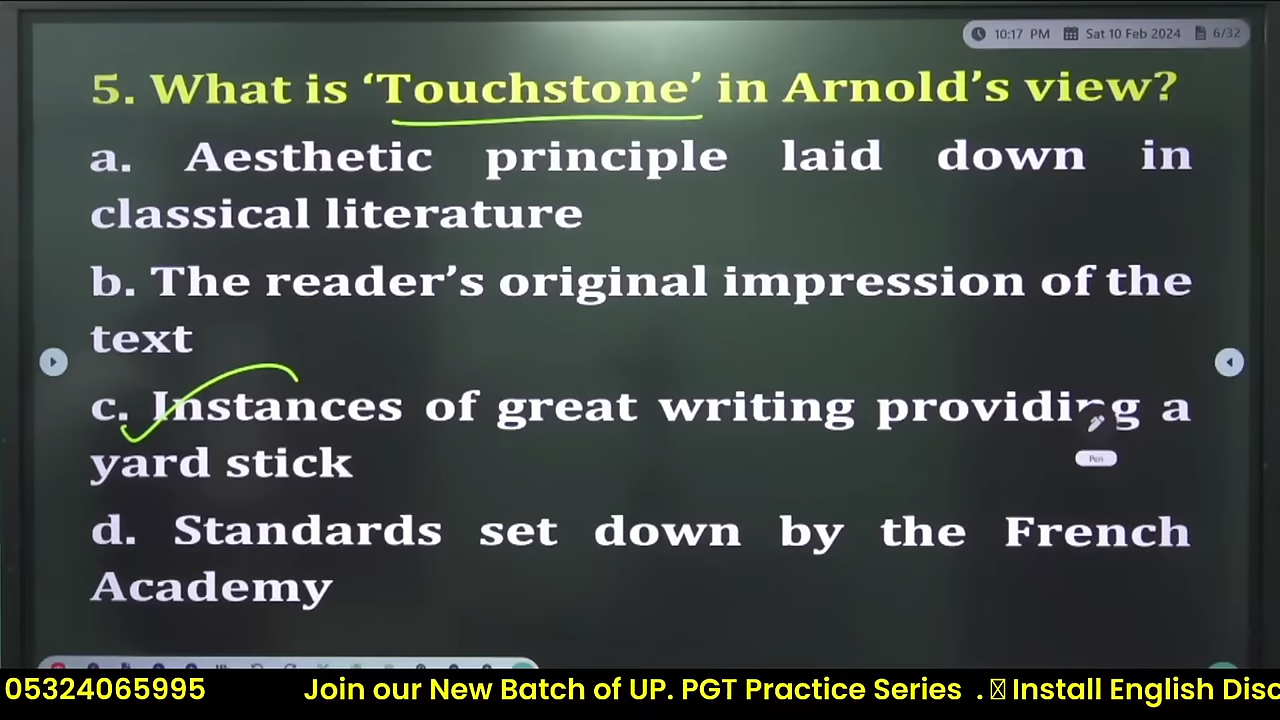 10:17 PM Sat 10 Feb 2024 6/32
5. What is ‘Touchstone’ in Arnold’s view?
a. Aesthetic principle laid down in
classical literature
b. The reader’s original impression of the
text
c. Instances of great writing providing a
yard stick
Pen
d. Standards set down by the French
Academy
05324065995 Join our New Batch of UP. PGT Practice Series . Install English Disc